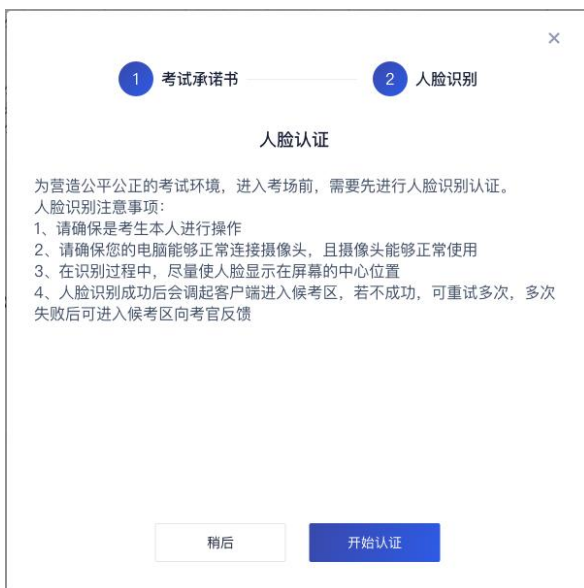 1 考试承诺书 2 人脸识别
人脸认证
为营造公平公正的考试环境，进入考场前，需要先进行人脸识别认证。
人脸识别注意事项：
1、请确保是考生本人进行操作
2、请确保您的电脑能够正常连接摄像头，且摄像头能够正常使用
3、在识别过程中，尽量使人脸显示在屏幕的中心位置
4、人脸识别成功后会调起客户端进入候考区，若不成功，可重试多次，多次
失败后可进入候考区向考官反馈
稍后 开始认证